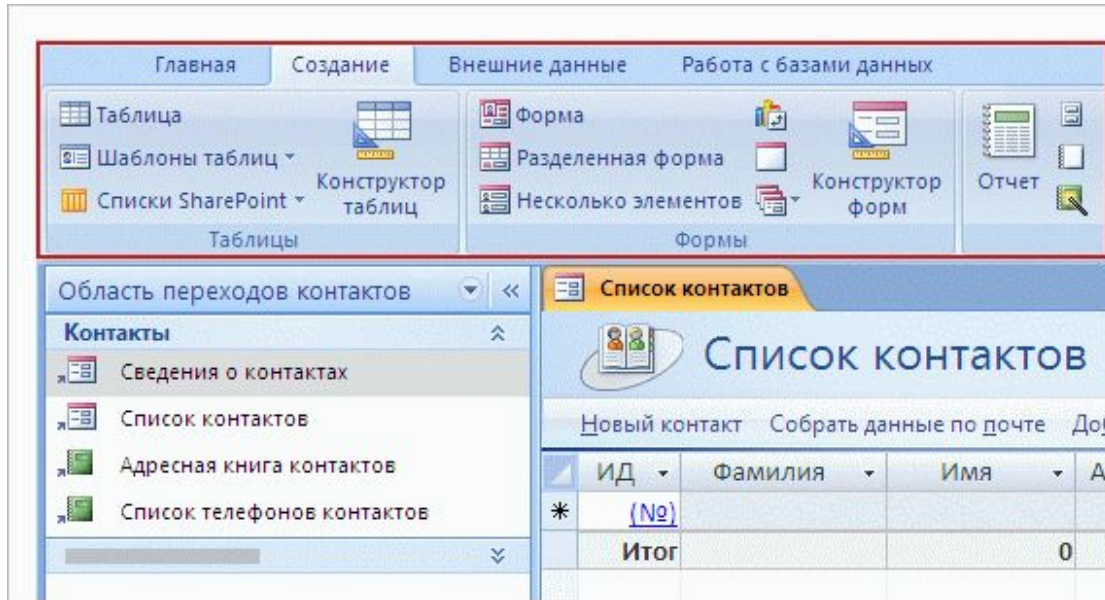 Главная Создание Внешние данные Работа с базами данных
Таблица
Шаблоны таблиц
Списки SharePoint
Конструктор
таблиц
Таблицы
Форма
Разделенная форма
Несколько элементов
Конструктор
форм
Формы
Отчет
Область переходов контактов
Контакты
Сведения о контактах
Список контактов
Адресная книга контактов
Список телефонов контактов
Список контактов
Список контактов
Новый контакт Собрать данные по почте
ИД Фамилия Имя А
(№)
Итог 0